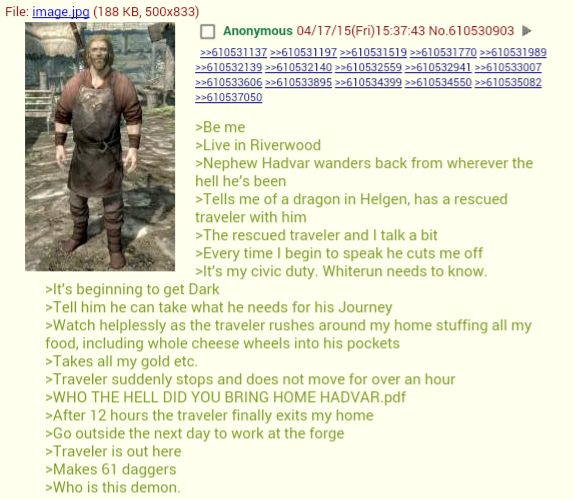 File: image.jpg (188 KB, 500x833)
Anonymous 04/17/15(Fri)15:37:43 No.610530903
>>610531137 >>610531197 >>610531519 >>610531770 >>610531989
>>610532139 >>610532140 >>610532559 >>610532941 >>610533007
>>610533606 >>610533895 >>610534399 >>610534550 >>610535082
>>610537050
>Be me
>Live in Riverwood
>Nephew Hadvar wanders back from wherever the
hell he's been
>Tells me of a dragon in Helgen, has a rescued
traveler with him
>The rescued traveler and I talk a bit
>Every time I begin to speak he cuts me off
>It's my civic duty. Whiterun needs to know.
>It's beginning to get Dark
>Tell him he can take what he needs for his Journey
>Watch helplessly as the traveler rushes around my home stuffing all my
food, including whole cheese wheels into his pockets
>Takes all my gold etc.
>Traveler suddenly stops and does not move for over an hour
>WHO THE HELL DID YOU BRING HOME HADVAR.pdf
>After 12 hours the traveler finally exits my home
>Go outside the next day to work at the forge
>Traveler is out here
>Makes 61 daggers
>Who is this demon.